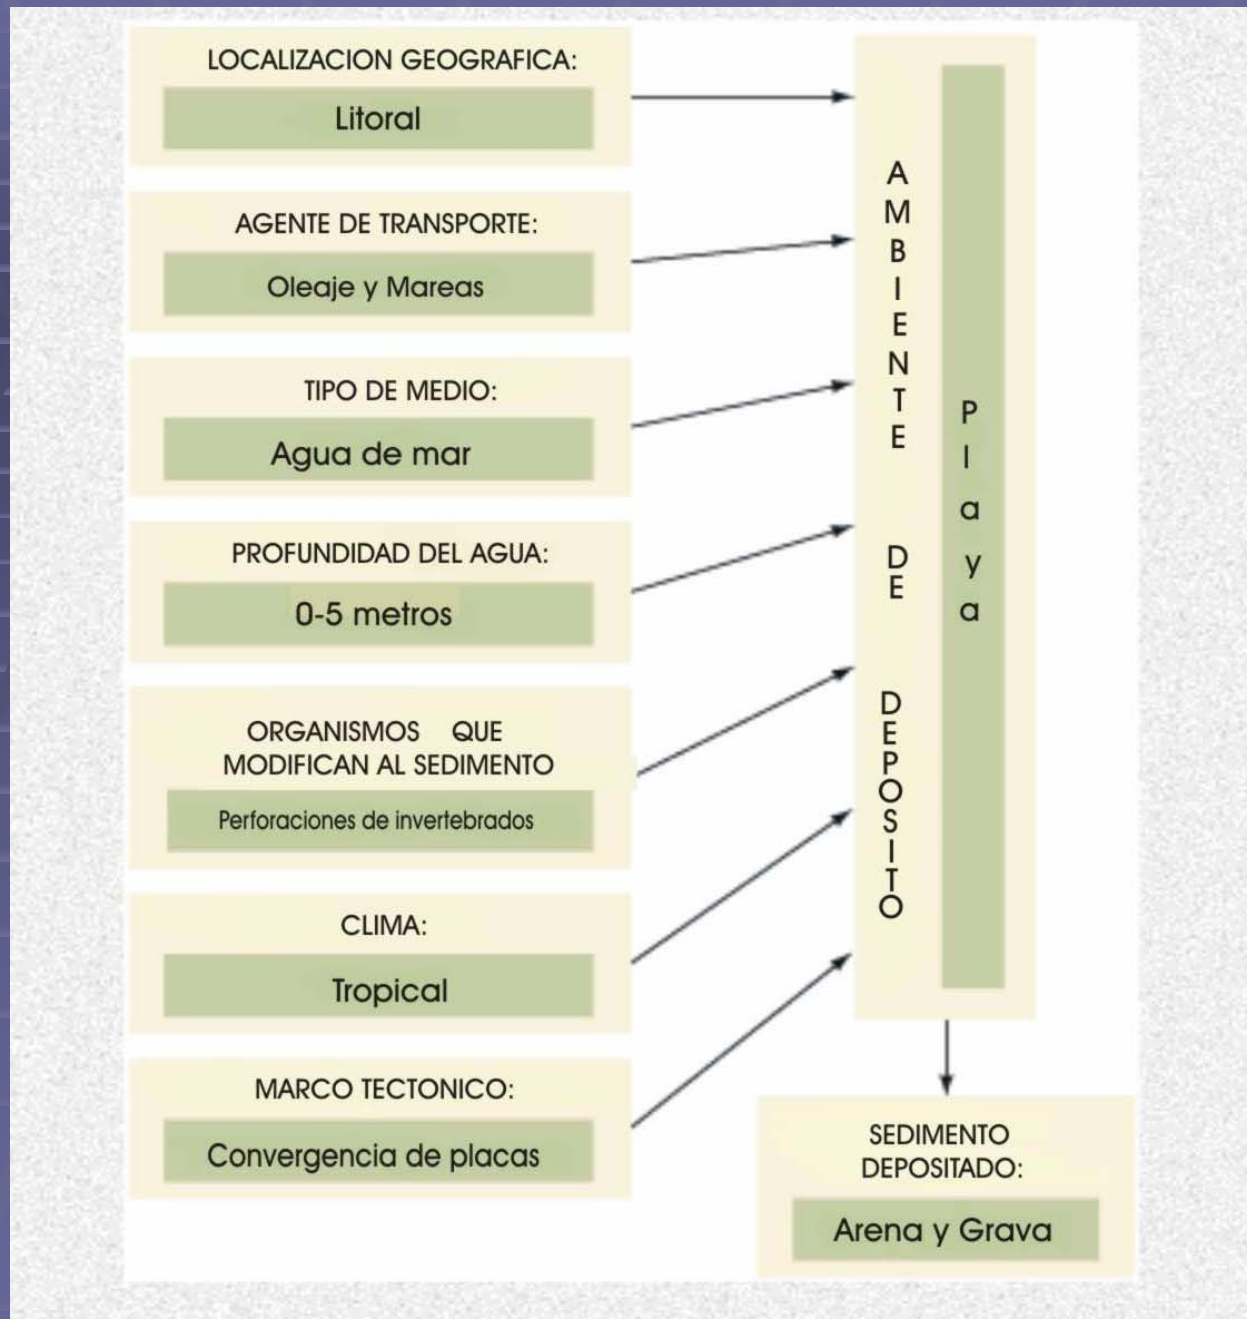 LOCALIZACION GEOGRAFICA:
Litoral
AGENTE DE TRANSPORTE:
Oleaje y Mareas
TIPO DE MEDIO:
Agua de mar
PROFUNDIDAD DEL AGUA:
0-5 metros
ORGANISMOS QUE
MODIFICAN AL SEDIMENTO
Perforaciones de invertebrados
CLIMA:
Tropical
MARCO TECTONICO:
Convergencia de placas
AMBIENTE DE DEPOSITO
Playa
SEDIMENTO
DEPOSITADO:
Arena y Grava